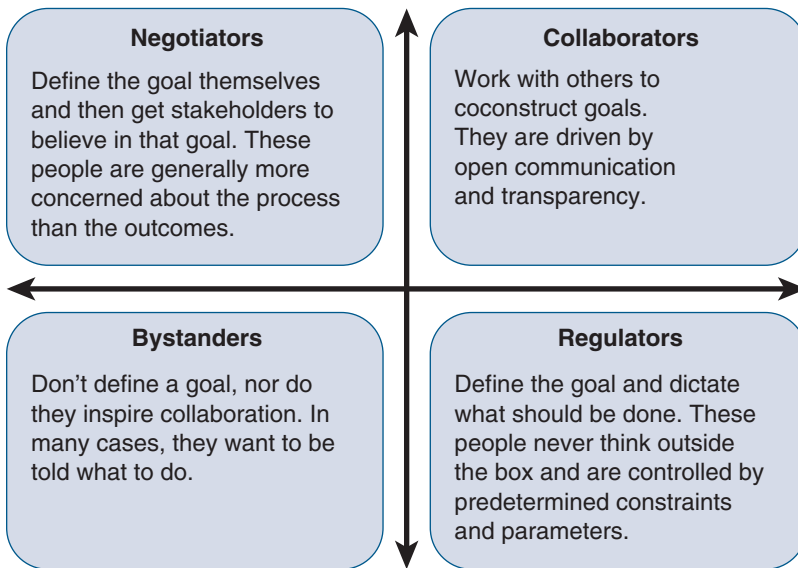 Negotiators
Define the goal themselves
and then get stakeholders to
believe in that goal. These
people are generally more
concerned about the process
than the outcomes.
Collaborators
Work with others to
coconstruct goals.
They are driven by
open communication
and transparency.
Bystanders
Don’t define a goal, nor do
they inspire collaboration. In
many cases, they want to be
told what to do.
Regulators
Define the goal and dictate
what should be done. These
people never think outside
the box and are controlled by
predetermined constraints
and parameters.